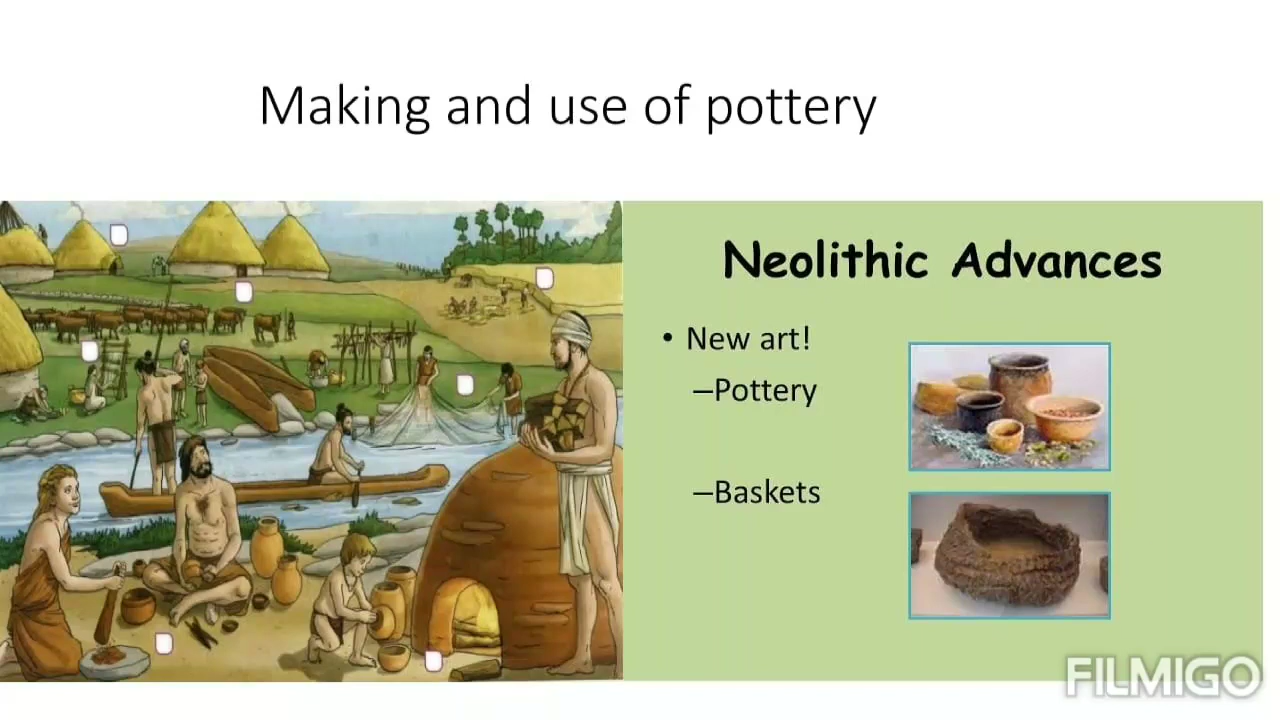 Making and use of pottery
Neolithic Advances
• New art!
–Pottery
–Baskets
FILMIGO